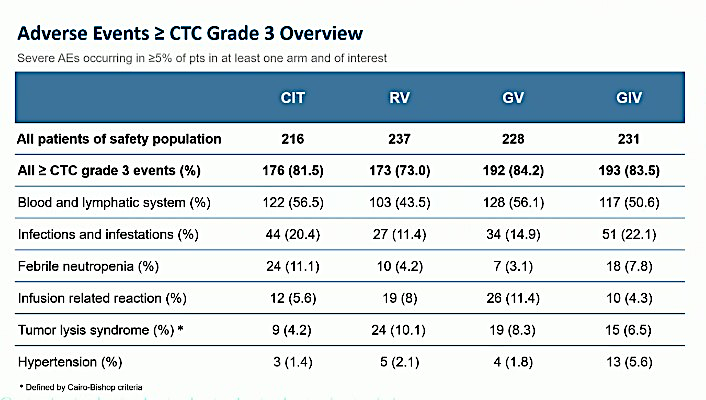 Adverse Events ≥ CTC Grade 3 Overview
Severe AEs occurring in ≥5% of pts in at least one arm and of interest
CIT RV GV GIV
All patients of safety population 216 237 228 231
All ≥ CTC grade 3 events (%) 176 (81.5) 173 (73.0) 192 (84.2) 193 (83.5)
Blood and lymphatic system (%) 122 (56.5) 103 (43.5) 128 (56.1) 117 (50.6)
Infections and infestations (%) 44 (20.4) 27 (11.4) 34 (14.9) 51 (22.1)
Febrile neutropenia (%) 24 (11.1) 10 (4.2) 7 (3.1) 18 (7.8)
Infusion related reaction (%) 12 (5.6) 19 (8) 26 (11.4) 10 (4.3)
Tumor lysis syndrome (%) * 9 (4.2) 24 (10.1) 19 (8.3) 15 (6.5)
Hypertension (%) 3 (1.4) 5 (2.1) 4 (1.8) 13 (5.6)
* Defined by Cairo-Bishop criteria